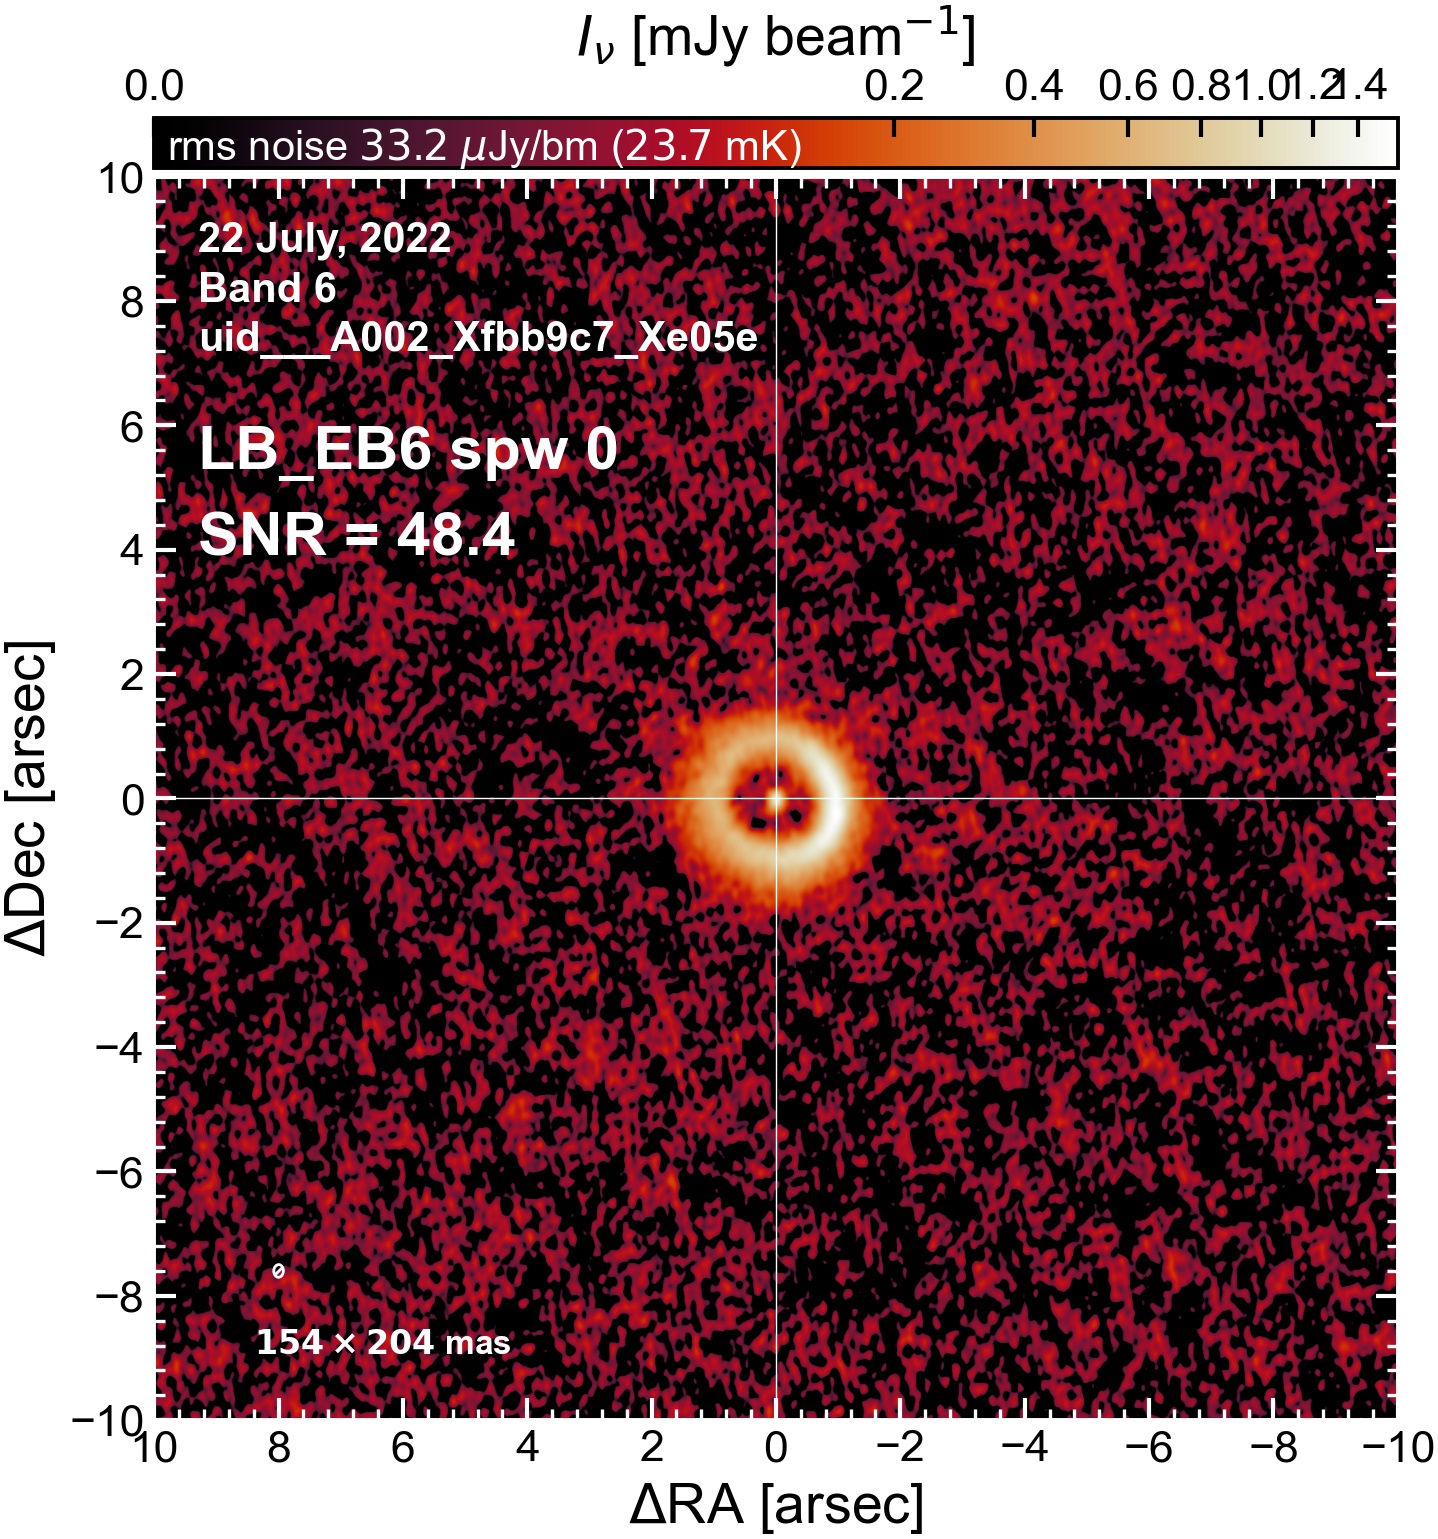 I_ν [mJy beam⁻¹]
0.0 0.2 0.4 0.6 0.8 1.0 1.2 1.4
rms noise 33.2 μJy/bm (23.7 mK)
22 July, 2022
Band 6
uid___A002_Xfbb9c7_Xe05e
LB_EB6 spw 0
SNR = 48.4
10
8
6
4
2
0
−2
−4
−6
−8
−10
ΔDec [arsec]
154 × 204 mas
10 8 6 4 2 0 −2 −4 −6 −8 −10
ΔRA [arsec]